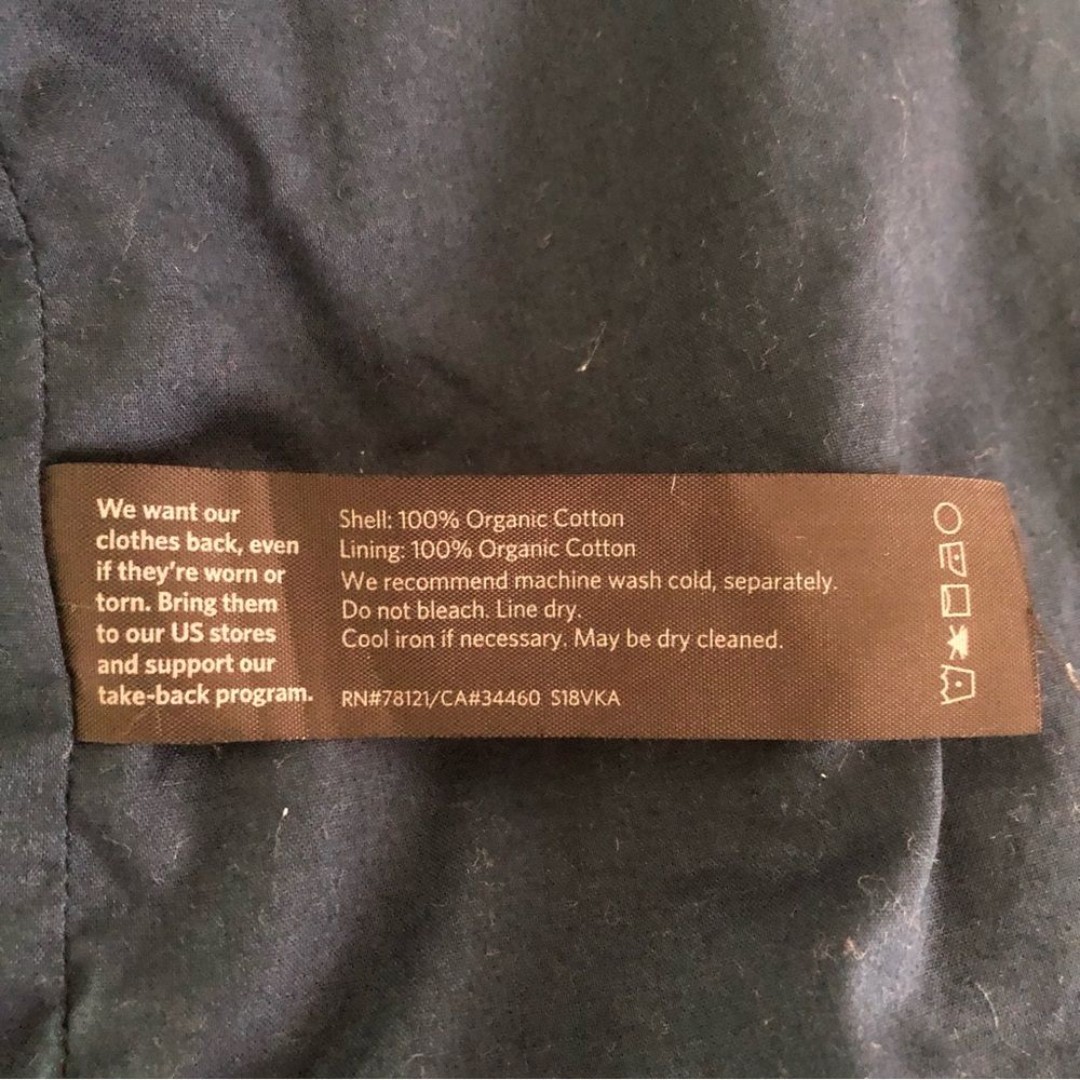 We want our
clothes back, even
if they're worn or
torn. Bring them
to our US stores
and support our
take-back program.
Shell: 100% Organic Cotton
Lining: 100% Organic Cotton
We recommend machine wash cold, separately.
Do not bleach. Line dry.
Cool iron if necessary. May be dry cleaned.
RN#78121/CA#34460 S18VKA